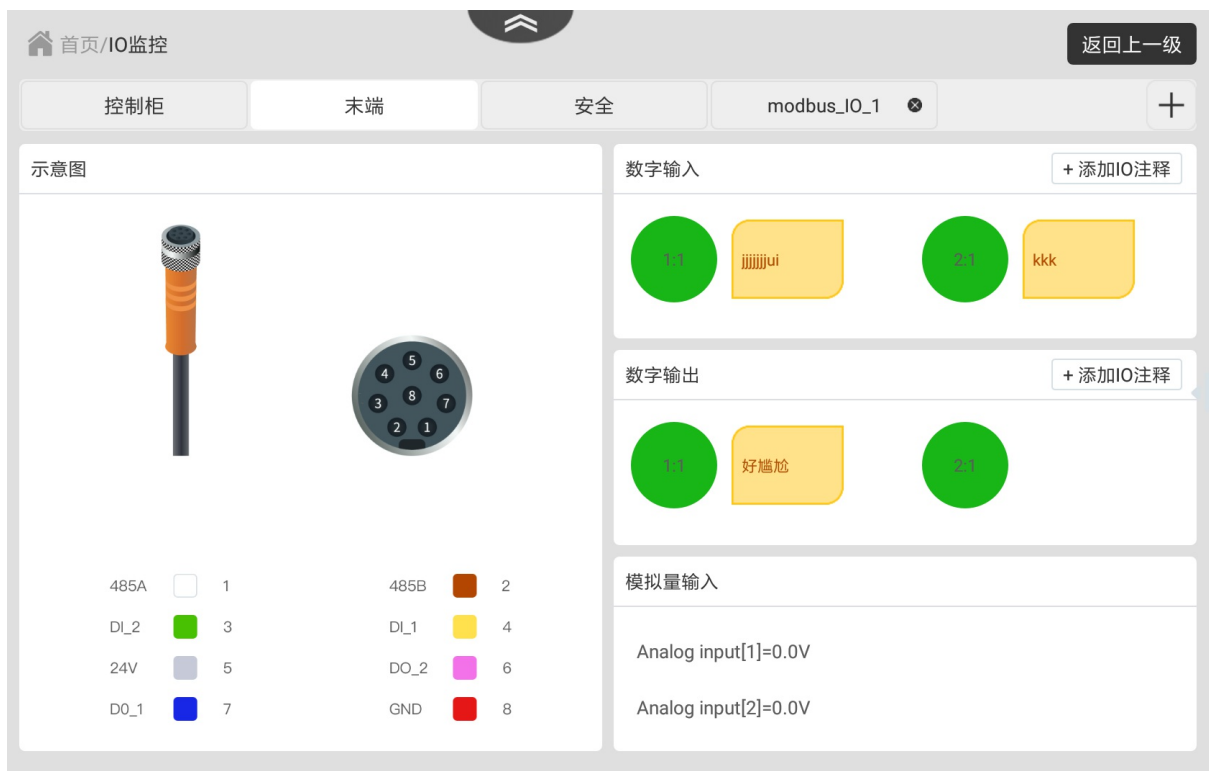 首页/IO监控
返回上一级
控制柜
末端
安全
modbus_IO_1
示意图
5
4
6
3
8
7
2
1
485A 1
485B 2
DI_2 3
DI_1 4
24V 5
DO_2 6
D0_1 7
GND 8
数字输入
+ 添加IO注释
1:1
jjjjjjjui
2:1
kkk
数字输出
+ 添加IO注释
1:1
好尴尬
2:1
模拟量输入
Analog input[1]=0.0V
Analog input[2]=0.0V